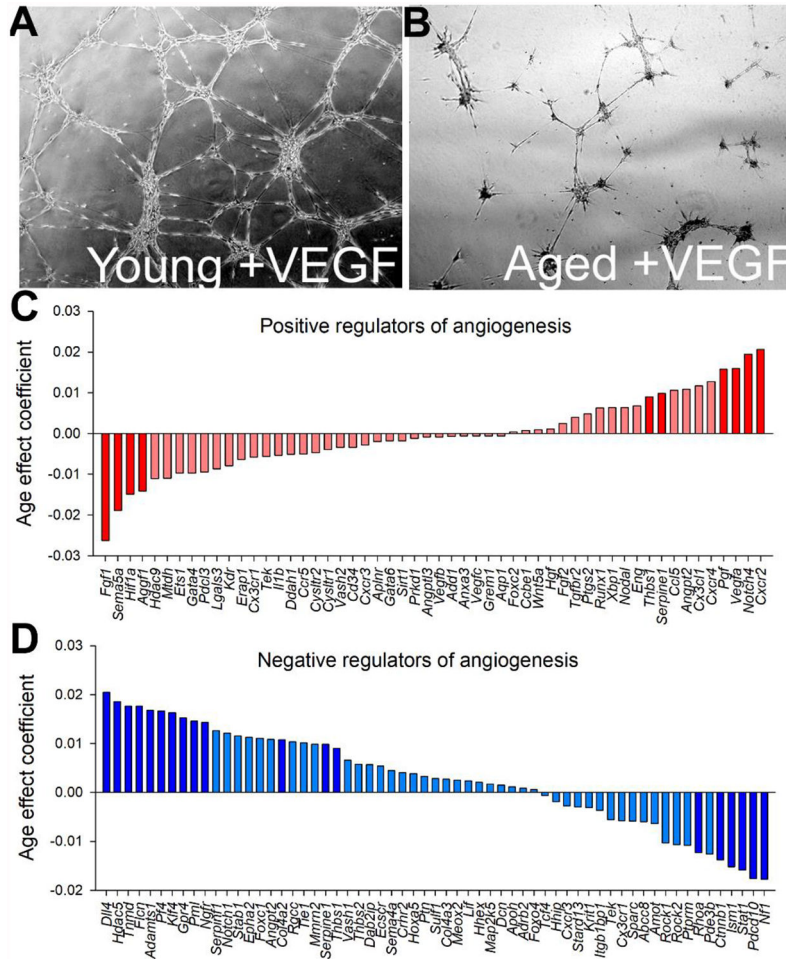 A
Young +VEGF
B
Aged +VEGF
C
Positive regulators of angiogenesis
Age effect coefficient
0.03
0.02
0.01
0.00
-0.01
-0.02
-0.03
Fgf1 Sema5a Hif1a Aggf1 Hdac9 Mtdh Ets1 Gata4 Pdcl3 Lgals3 Kdr Erap1 Cx3cr1 Tek Il1b Ddah1 Ccr5 Cysltr2 Cysltr1 Vash2 Cd34 Cxcr3 Apln Gata6 Sirt1 Prkd1 Angptl3 Vegfb Add1 Anxa3 Vegfc Grem1 Aqp1 Foxc2 Ccbe1 Wnt5a Hgf Fgf2 Tgfbr2 Ptgs2 Runx1 Xbp1 Nodal Eng Thbs1 Serpine1 Ccl5 Angpt2 Cx3cl1 Cxcr4 Pgf Vegfa Notch4 Cxcr2
D
Negative regulators of angiogenesis
Age effect coefficient
0.03
0.02
0.01
0.00
-0.01
-0.02
Dll4 Hdac5 Tnmd Flcn Adamts1 Pf4 Klf4 Gpr4 Pml Ngfr Serpinf1 Notch1 Stab1 Epha2 Foxc1 Angpt2 Col4a2 Rgcc Tie1 Mmrn2 Serpine1 Thbs1 Vash1 Thbs2 Dab2ip Ecscr Sema4a Hoxa5 Ptn Sulf1 Col4a3 Meox2 Lif Hhex Map2k5 Dcn Apoh Adrb2 Foxo4 Tcf4 Hhip Cxcr3 Stard13 Krit1 Itgb1bp1 Tek Cx3cr1 Sparc Abcc8 Amot Rock1 Rock2 Ptprm Rhoa Pde3b Ctnnb1 Ism1 Stat1 Pdcd10 Nf1